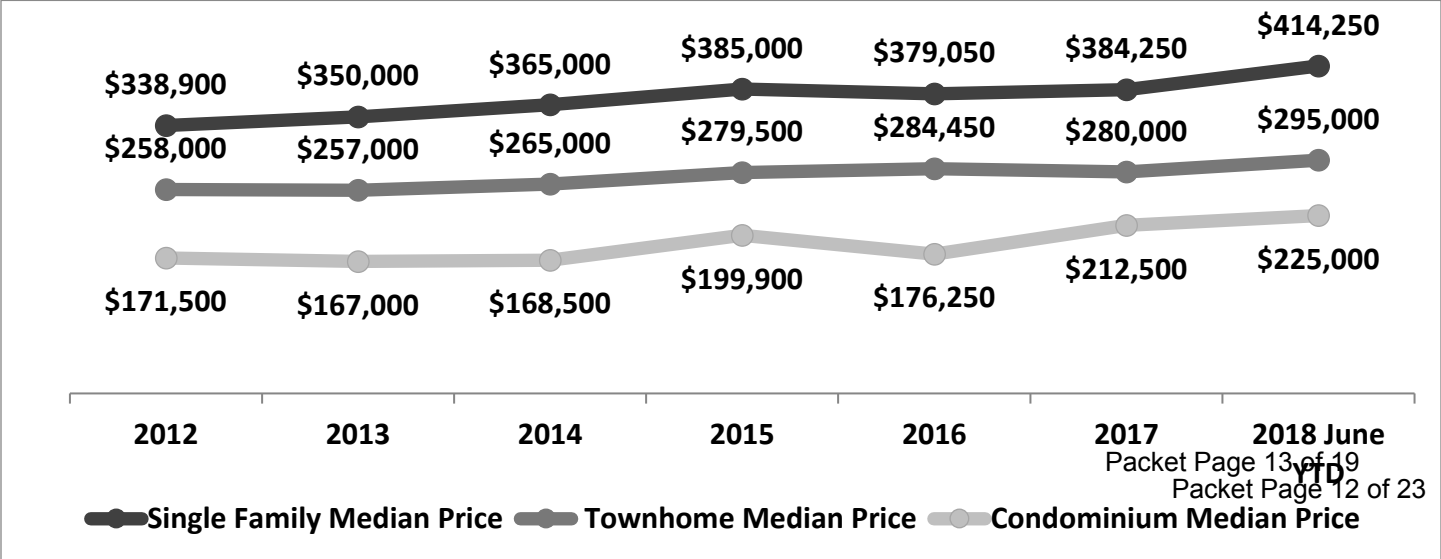 $338,900 $350,000 $365,000 $385,000 $379,050 $384,250 $414,250
$258,000 $257,000 $265,000 $279,500 $284,450 $280,000 $295,000
$171,500 $167,000 $168,500 $199,900 $176,250 $212,500 $225,000
2012 2013 2014 2015 2016 2017 2018 June
YTD
Packet Page 13 of 19
Packet Page 12 of 23
Single Family Median Price Townhome Median Price Condominium Median Price